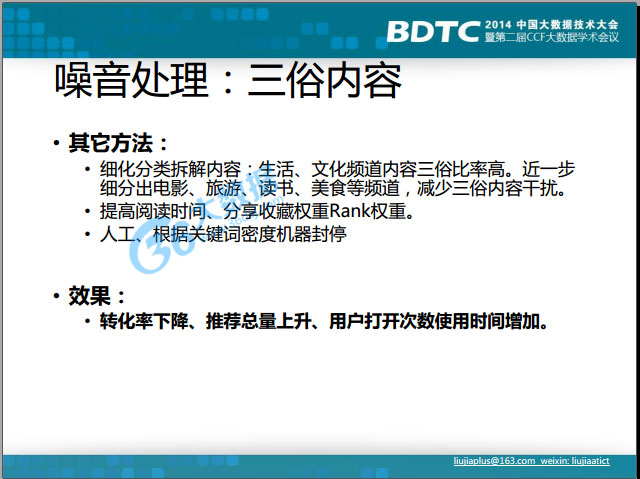 BDTC 2014 中国大数据技术大会
暨第二届CCF大数据学术会议
噪音处理：三俗内容
• 其它方法：
• 细化分类拆解内容：生活、文化频道内容三俗比率高。近一步
细分出电影、旅游、读书、美食等频道，减少三俗内容干扰。
• 提高阅读时间、分享收藏权重Rank权重。
• 人工、根据关键词密度机器封停
36大数据
• 效果：
• 转化率下降、推荐总量上升、用户打开次数使用时间增加。
liujiaplus@163.com weixin: liujiaatict